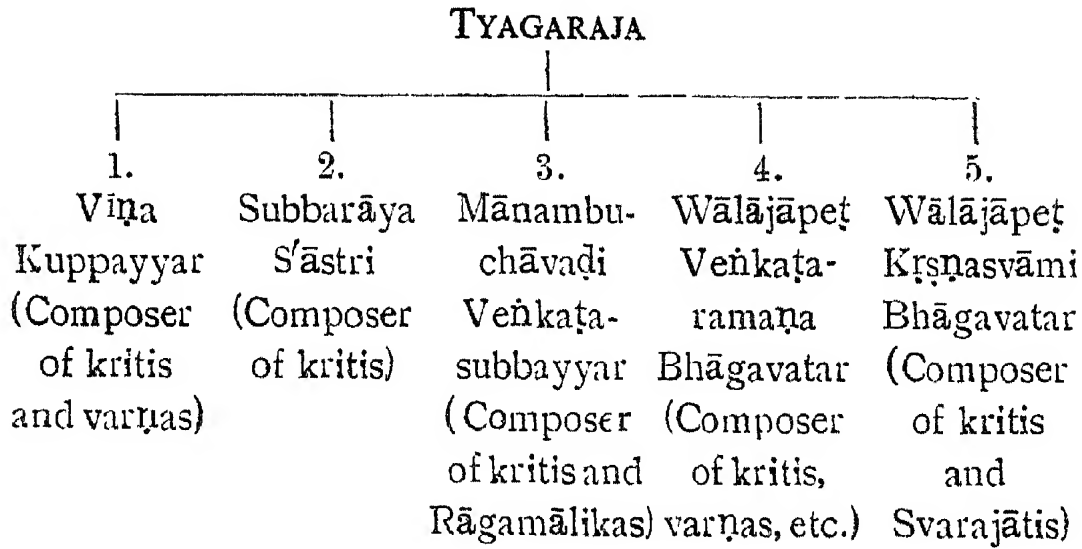 TYAGARAJA
1. 2. 3. 4. 5.
Vīṇa Subbarāya Mānambu- Wālājāpeṭ Wālājāpeṭ
Kuppayyar S'āstri chāvaḍi Veṅkaṭa- Kṛṣṇasvāmi
(Composer (Composer Veṅkaṭa- ramaṇa Bhāgavatar
of kritis of kritis) subbayyar Bhāgavatar (Composer
and varṇas) (Composer (Composer of kritis
of kritis and of kritis, and
Rāgamālikas) varṇas, etc.) Svarajātis)